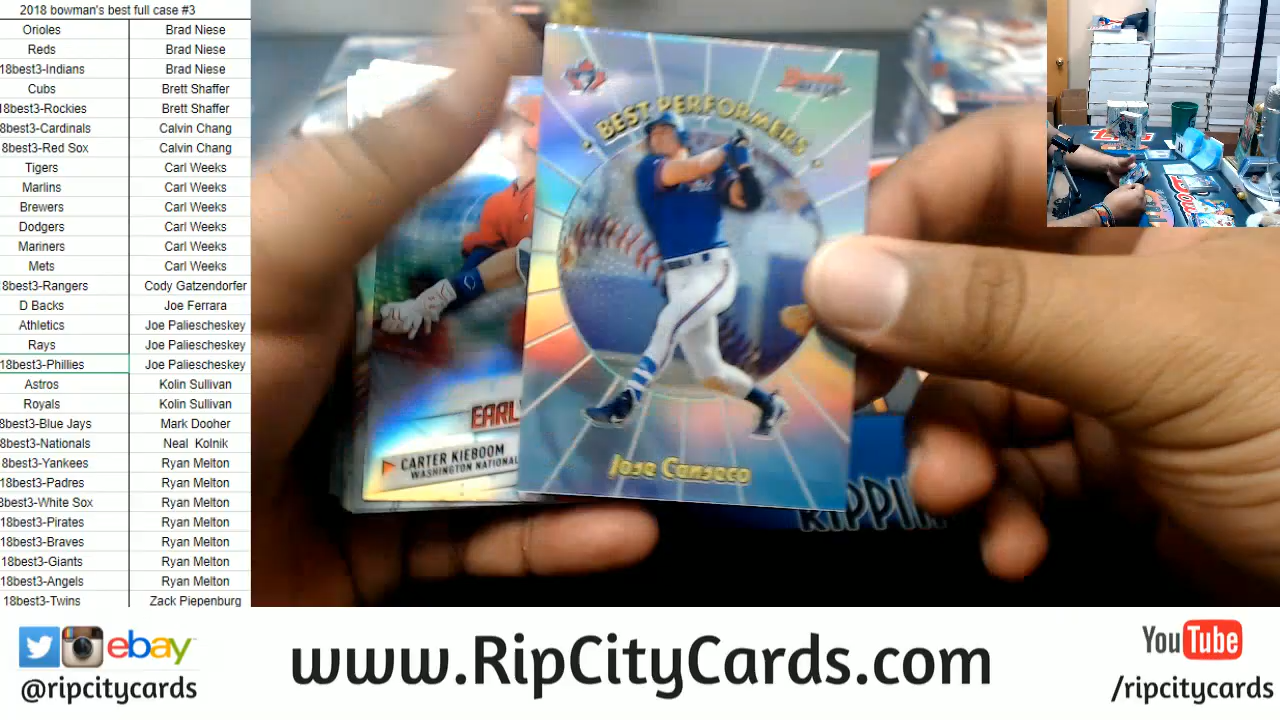 2018 bowman's best full case #3
Orioles Brad Niese
Reds Brad Niese
18best3-Indians Brad Niese
Cubs Brett Shaffer
18best3-Rockies Brett Shaffer
8best3-Cardinals Calvin Chang
8best3-Red Sox Calvin Chang
Tigers Carl Weeks
Marlins Carl Weeks
Brewers Carl Weeks
Dodgers Carl Weeks
Mariners Carl Weeks
Mets Carl Weeks
8best3-Rangers Cody Gatzendorfer
D Backs Joe Ferrara
Athletics Joe Paliescheskey
Rays Joe Paliescheskey
18best3-Phillies Joe Paliescheskey
Astros Kolin Sullivan
Royals Kolin Sullivan
8best3-Blue Jays Mark Dooher
8best3-Nationals Neal Kolnik
8best3-Yankees Ryan Melton
18best3-Padres Ryan Melton
8best3-White Sox Ryan Melton
18best3-Pirates Ryan Melton
18best3-Braves Ryan Melton
18best3-Giants Ryan Melton
18best3-Angels Ryan Melton
18best3-Twins Zack Piepenburg
BEST PERFORMERS
Jose Canseco
EARL
CARTER KIEBOOM
WASHINGTON NATIONAL
RIPPIN
ebay
@ripcitycards
www.RipCityCards.com
YouTube
/ripcitycards